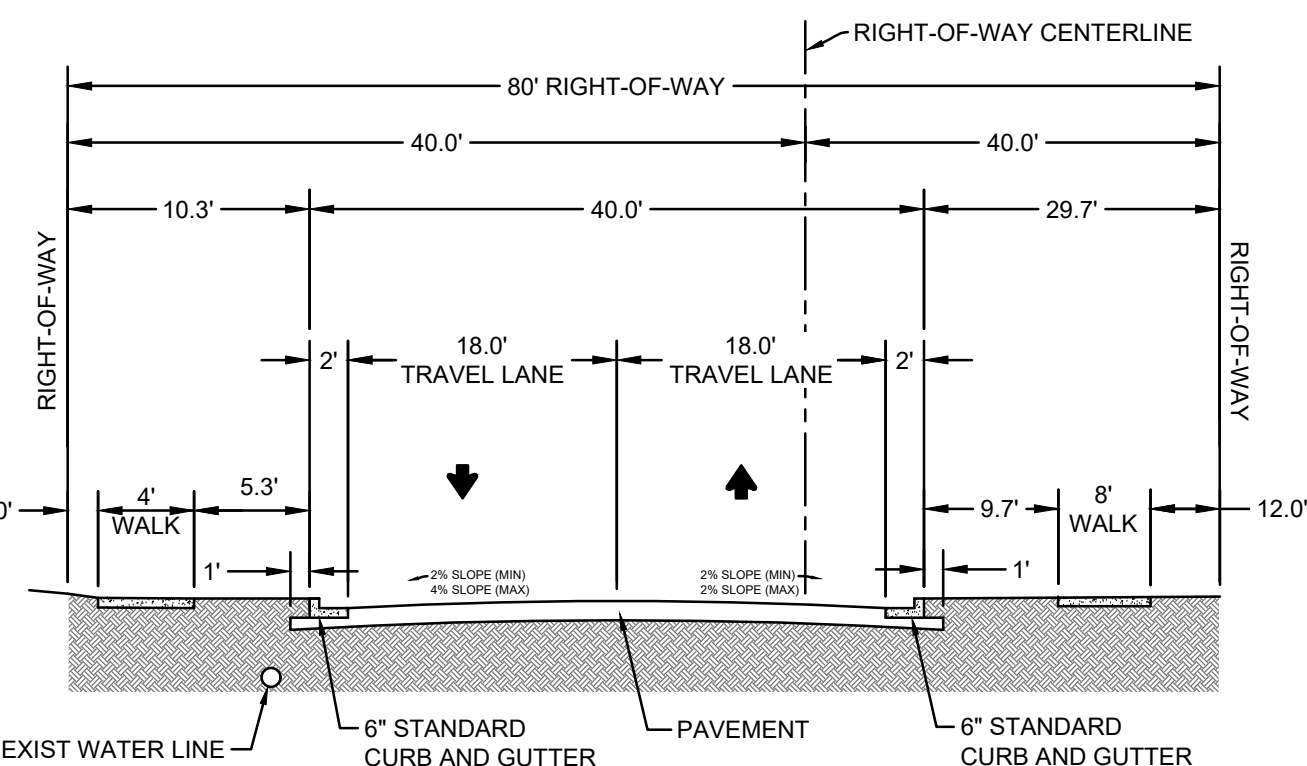 RIGHT-OF-WAY CENTERLINE
80' RIGHT-OF-WAY
40.0'
40.0'
10.3'
40.0'
29.7'
RIGHT-OF-WAY
RIGHT-OF-WAY
2'
18.0'
TRAVEL LANE
18.0'
TRAVEL LANE
2'
4'
WALK
5.3'
9.7'
8'
WALK
12.0'
1'
2% SLOPE (MIN)
4% SLOPE (MAX)
2% SLOPE (MIN)
2% SLOPE (MAX)
1'
EXIST WATER LINE
6" STANDARD
CURB AND GUTTER
PAVEMENT
6" STANDARD
CURB AND GUTTER